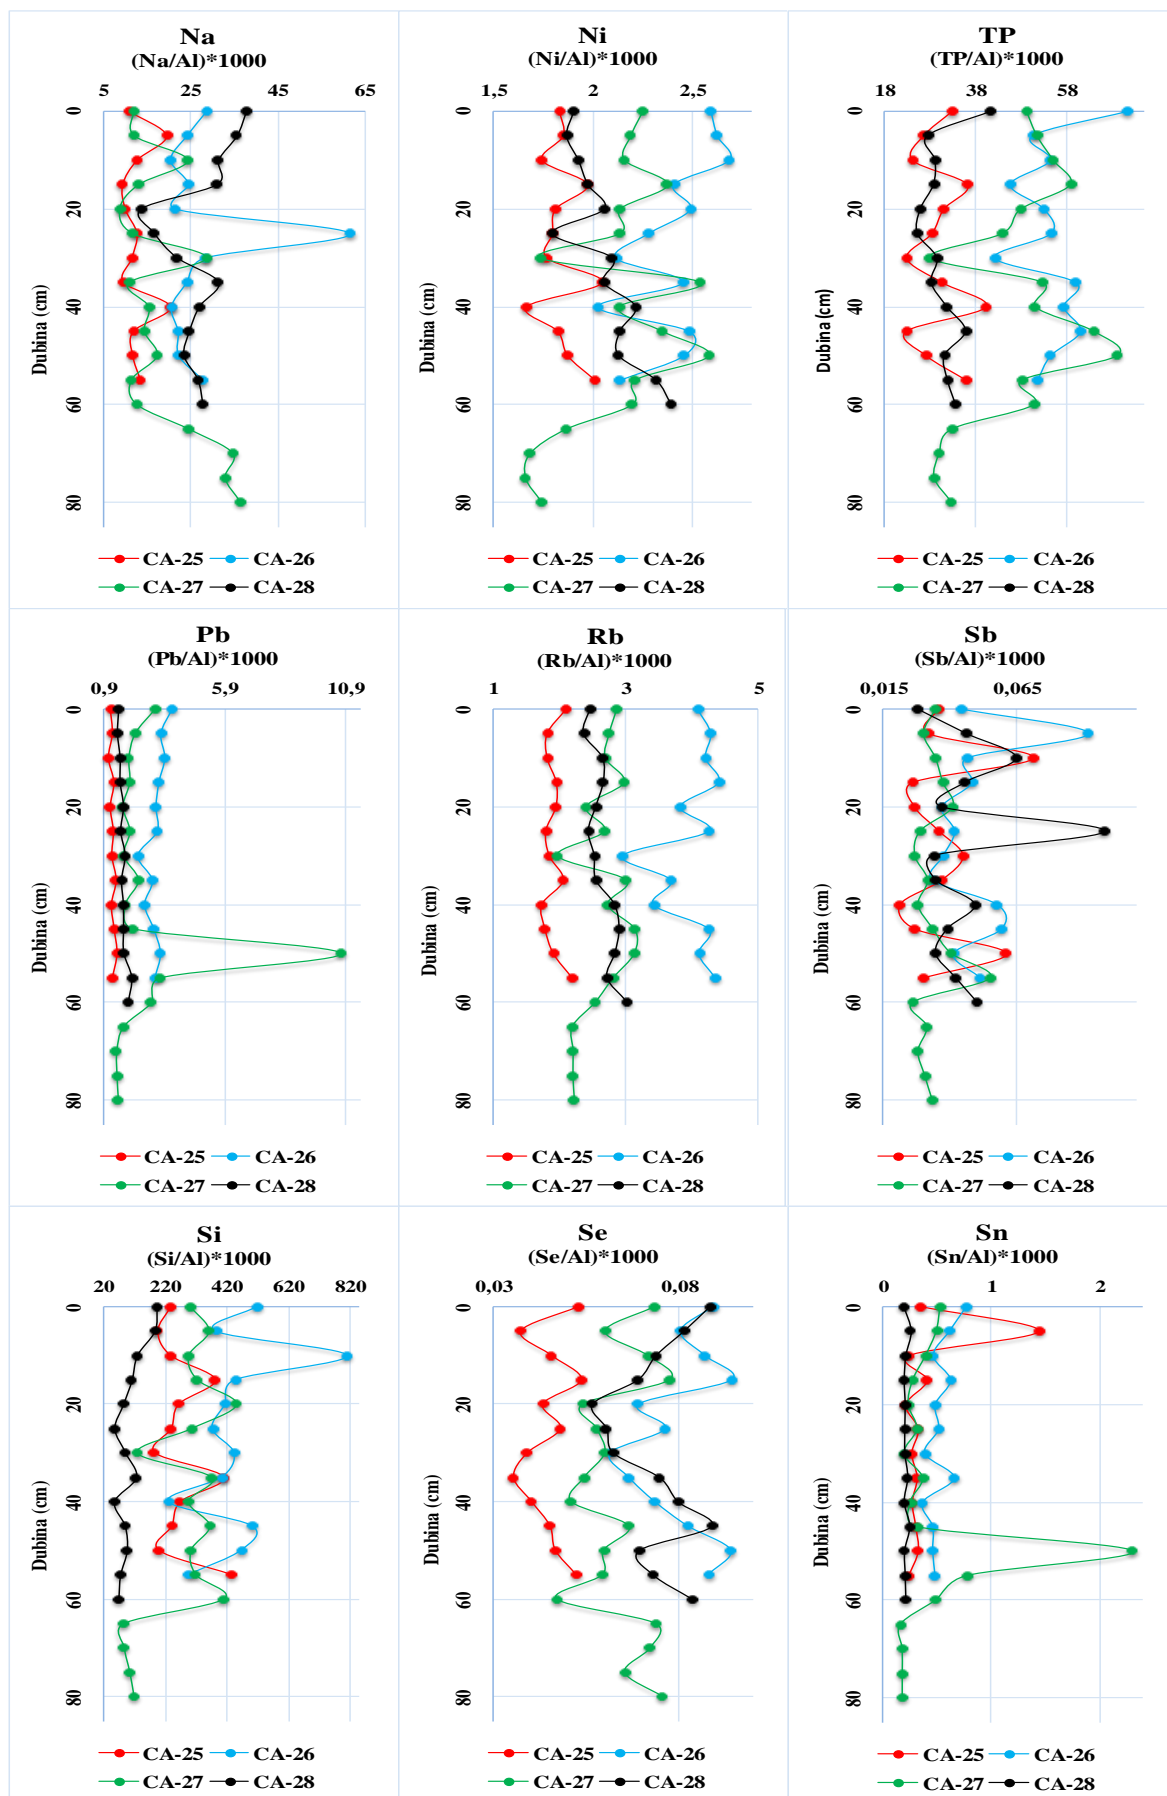 Na
(Na/Al)*1000
5 25 45 65
0
20
40
60
80
Dubina (cm)
CA-25 CA-26
CA-27 CA-28
Ni
(Ni/Al)*1000
1,5 2 2,5
0
20
40
60
80
Dubina (cm)
CA-25 CA-26
CA-27 CA-28
TP
(TP/Al)*1000
18 38 58
0
20
40
60
80
Dubina (cm)
CA-25 CA-26
CA-27 CA-28
Pb
(Pb/Al)*1000
0,9 5,9 10,9
0
20
40
60
80
Dubina (cm)
CA-25 CA-26
CA-27 CA-28
Rb
(Rb/Al)*1000
1 3 5
0
20
40
60
80
Dubina (cm)
CA-25 CA-26
CA-27 CA-28
Sb
(Sb/Al)*1000
0,015 0,065
0
20
40
60
80
Dubina (cm)
CA-25 CA-26
CA-27 CA-28
Si
(Si/Al)*1000
20 220 420 620 820
0
20
40
60
80
Dubina (cm)
CA-25 CA-26
CA-27 CA-28
Se
(Se/Al)*1000
0,03 0,08
0
20
40
60
80
Dubina (cm)
CA-25 CA-26
CA-27 CA-28
Sn
(Sn/Al)*1000
0 1 2
0
20
40
60
80
Dubina (cm)
CA-25 CA-26
CA-27 CA-28